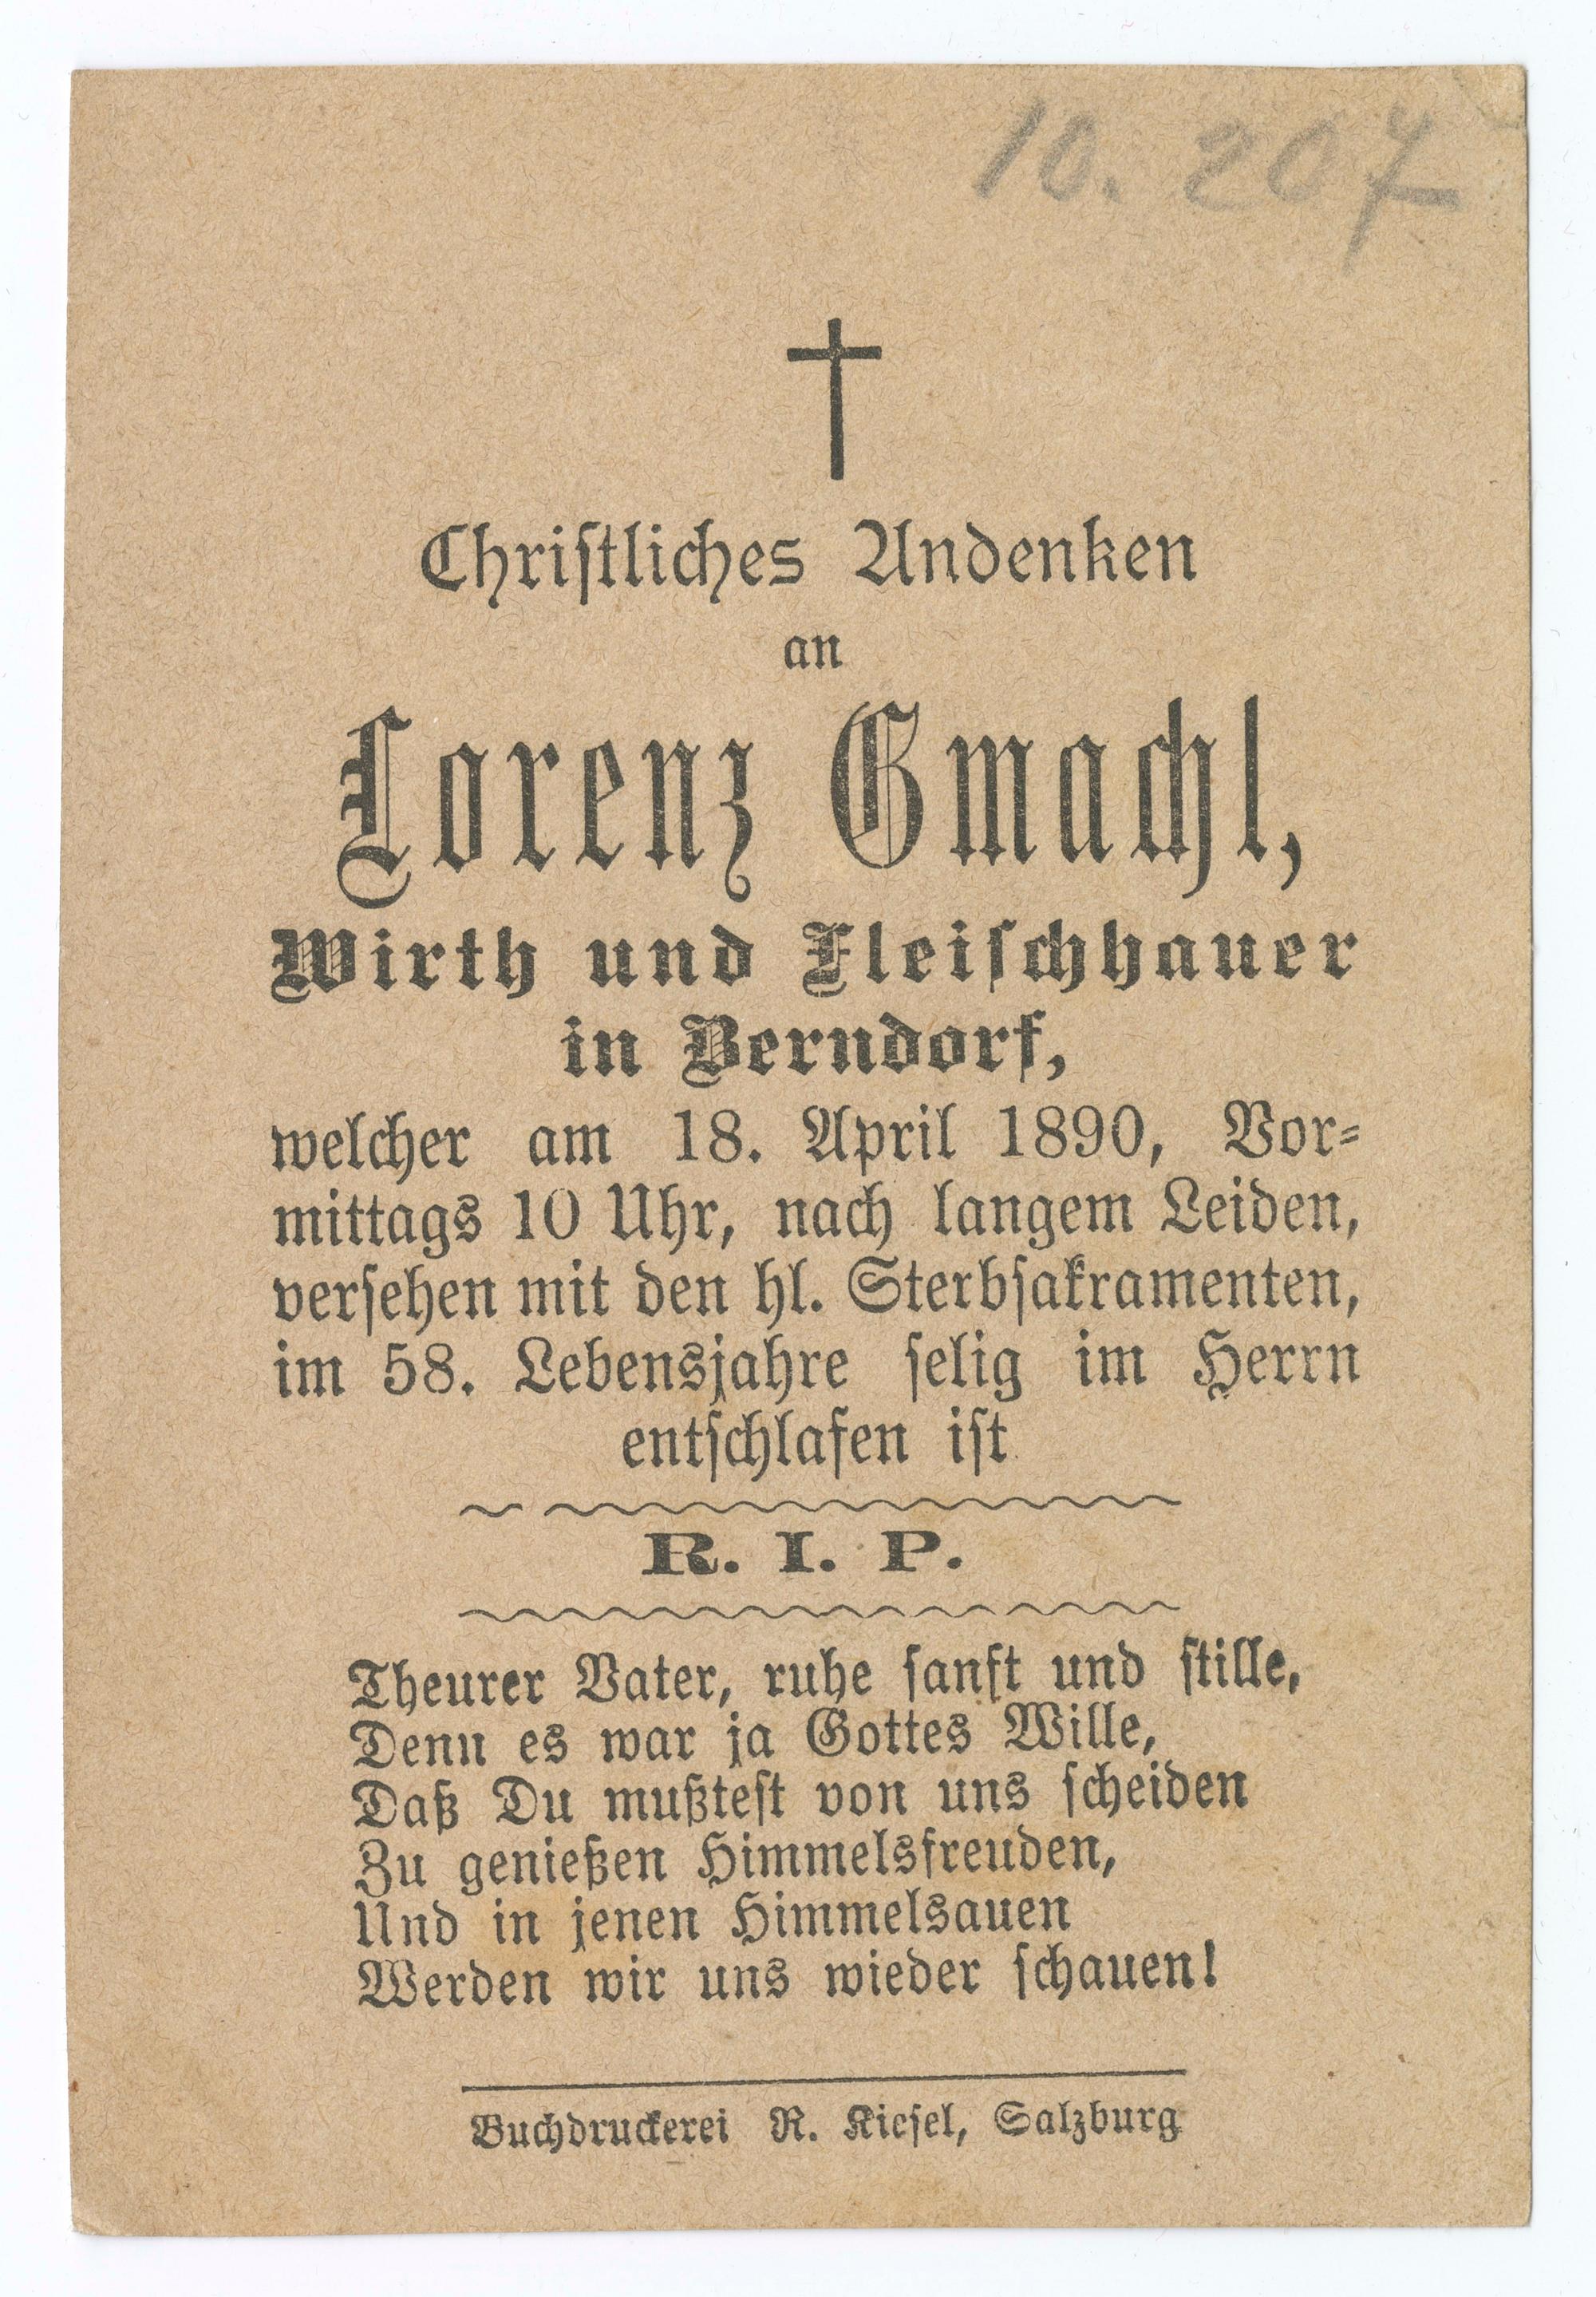 10. 207
Christliches Andenken
an
Lorenz Gmachl,
Wirth und Fleischhauer
in Berndorf,
welcher am 18. April 1890, Vor-
mittags 10 Uhr, nach langem Leiden,
versehen mit den hl. Sterbsakramenten,
im 58. Lebensjahre selig im Herrn
entschlafen ist
R. I. P.
Theurer Vater, ruhe sanft und stille,
Denn es war ja Gottes Wille,
Daß Du mußtest von uns scheiden
Zu genießen Himmelsfreuden,
Und in jenen Himmelsauen
Werden wir uns wieder schauen!
Buchdruckerei R. Kiesel, Salzburg